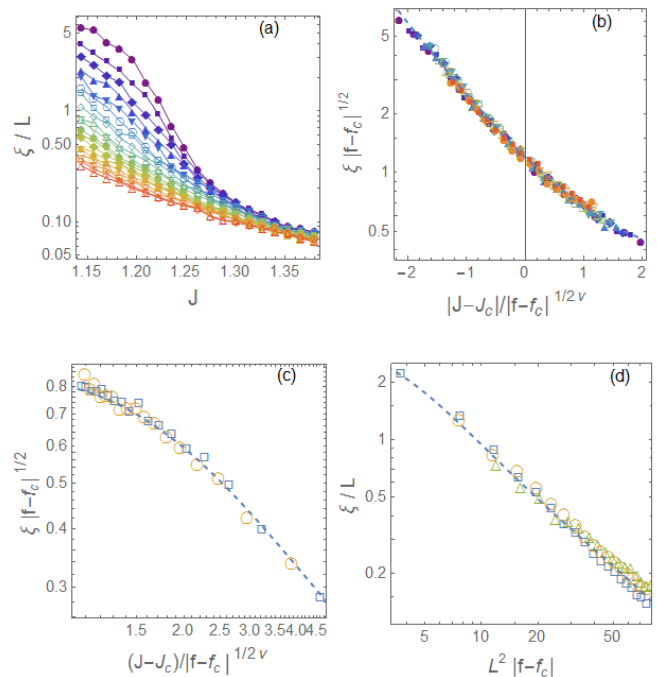 (a)
5
1
0.50
0.10
0.05
ξ / L
1.15 1.20 1.25 1.30 1.35
J
(b)
5
2
1
0.5
ξ |f-f_c|^1/2
-2 -1 0 1 2
|J-J_c|/|f-f_c|^1/2 ν
(c)
0.8
0.7
0.6
0.5
0.4
0.3
ξ |f-f_c|^1/2
1.5 2.0 2.5 3.0 3.5 4.0 4.5
(J-J_c)/|f-f_c|^1/2 ν
(d)
2
1
0.5
0.2
ξ / L
5 10 20 50
L^2 |f-f_c|